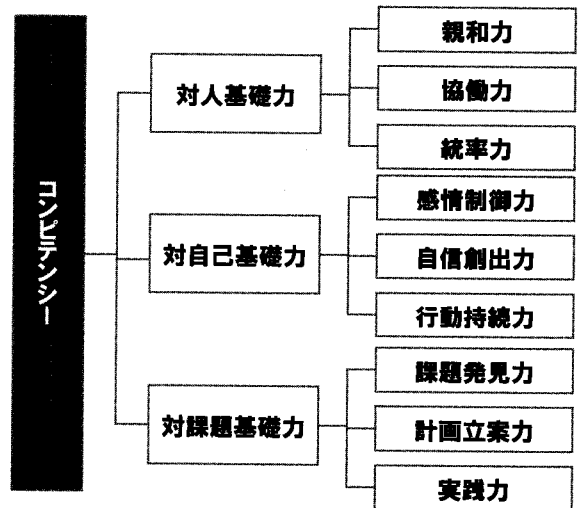 コンピテンシー
対人基礎力
親和力
協働力
統率力
対自己基礎力
感情制御力
自信創出力
行動持続力
対課題基礎力
課題発見力
計画立案力
実践力